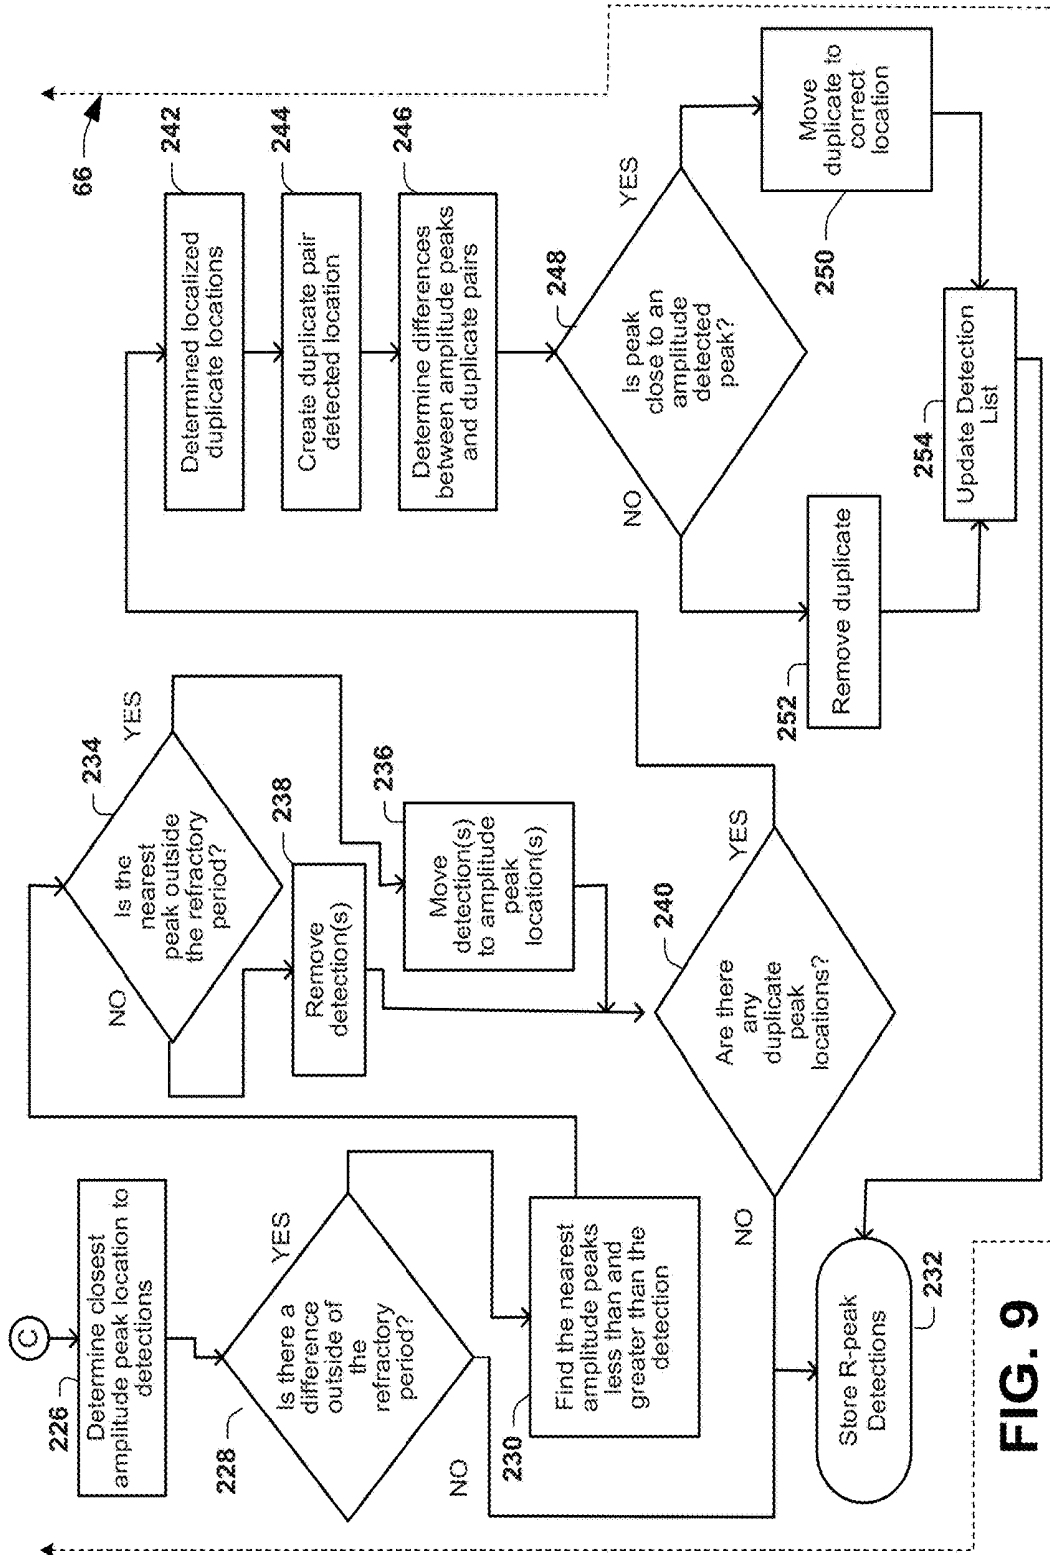 C
226
Determine closest
amplitude peak location to
detections
228
Is there a
difference
outside of
the
refractory
period?
YES
NO
230
Find the nearest
amplitude peaks
less than and
greater than the
detection
234
Is the
nearest
peak outside
the refractory
period?
YES
NO
238
Remove
detection(s)
236
Move
detection(s)
to amplitude
peak
location(s)
240
Are there
any
duplicate
peak
locations?
YES
NO
Store R-peak
Detections
232
66
242
Determined localized
duplicate locations
244
Create duplicate pair
detected location
246
Determine differences
between amplitude peaks
and duplicate pairs
248
Is peak
close to an
amplitude
detected
peak?
YES
NO
Move
duplicate to
correct
location
250
252
Remove duplicate
254
Update Detection
List
FIG. 9